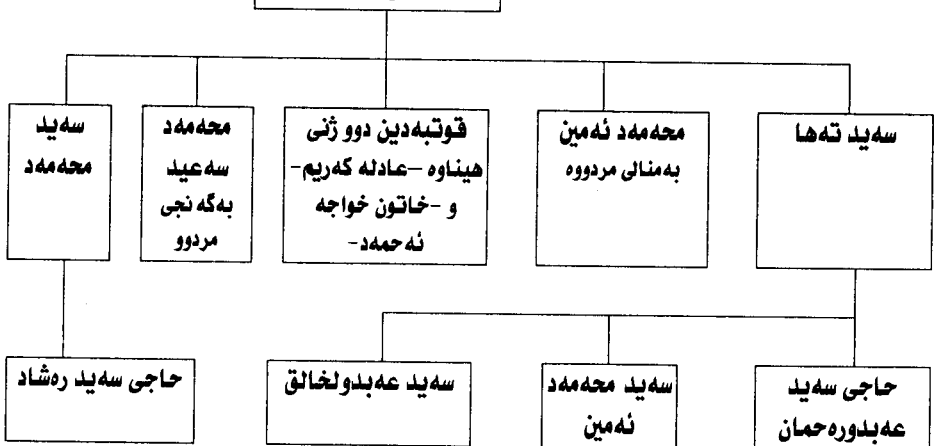 سەید تەها
محەمەد ئەمین
بەمنالی مردووە
قوتبەدین دوو ژنی
هیناوە –عادلە کەریم-
و -خاتون خواجە
ئەحمەد-
محەمەد
سەعید
بەگەنجی
مردوو
سەید
محەمەد
حاجی سەید
عەبدورەحمان
سەید محەمەد
ئەمین
سەید عەبدولخالق
حاجی سەید رەشاد